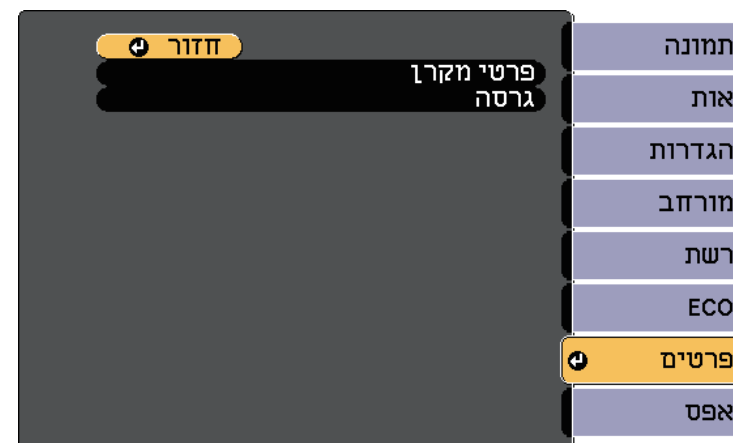 תמונה
אות
הגדרות
מורחב
רשת
ECO
פרטים
אפס
חזור
פרטי מקרן
גרסה